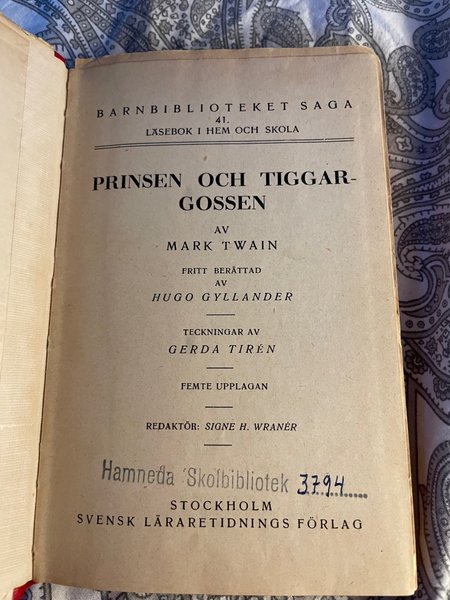 BARNBIBLIOTEKET SAGA
41.
LÄSEBOK I HEM OCH SKOLA
PRINSEN OCH TIGGAR-
GOSSEN
AV
MARK TWAIN
FRITT BERÄTTAD
AV
HUGO GYLLANDER
TECKNINGAR AV
GERDA TIRÉN
FEMTE UPPLAGAN
REDAKTÖR: SIGNE H. WRANÉR
Hamneda Skolbibliotek 3794
STOCKHOLM
SVENSK LÄRARETIDNINGS FÖRLAG